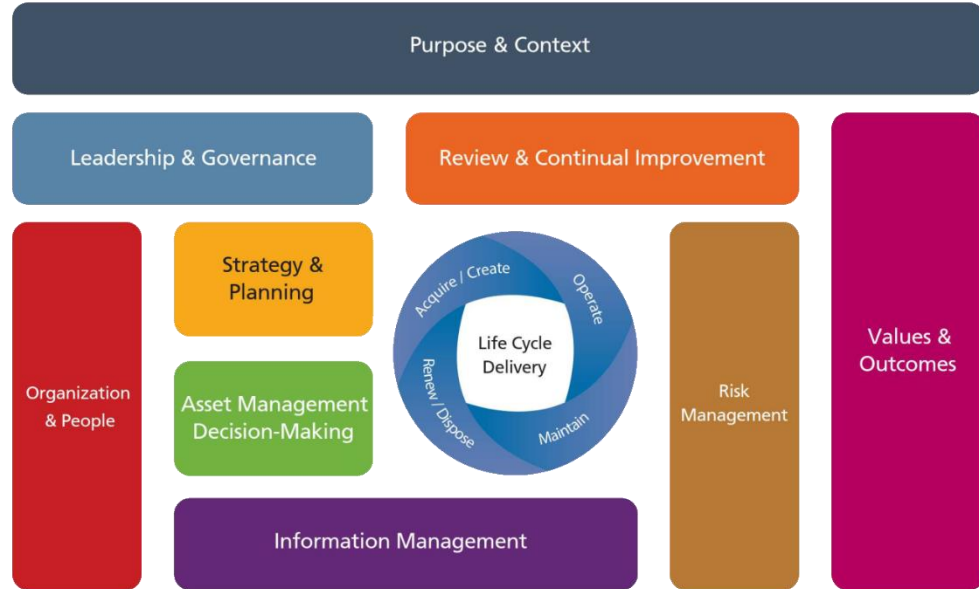 Purpose & Context
Leadership & Governance
Review & Continual Improvement
Organization
& People
Strategy &
Planning
Asset Management
Decision-Making
Acquire / Create
Operate
Maintain
Renew / Dispose
Life Cycle
Delivery
Risk
Management
Values &
Outcomes
Information Management